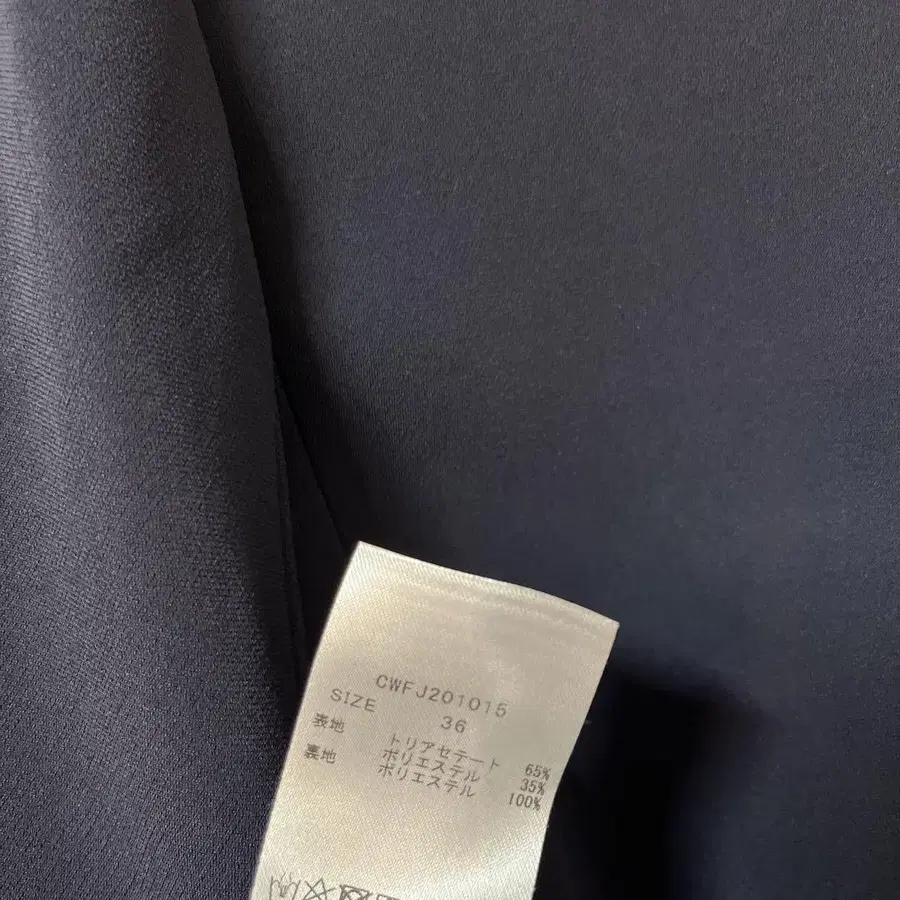 CWFJ201015
SIZE 36
表地 トリアセテート 65%
ポリエステル 35%
裏地 ポリエステル 100%